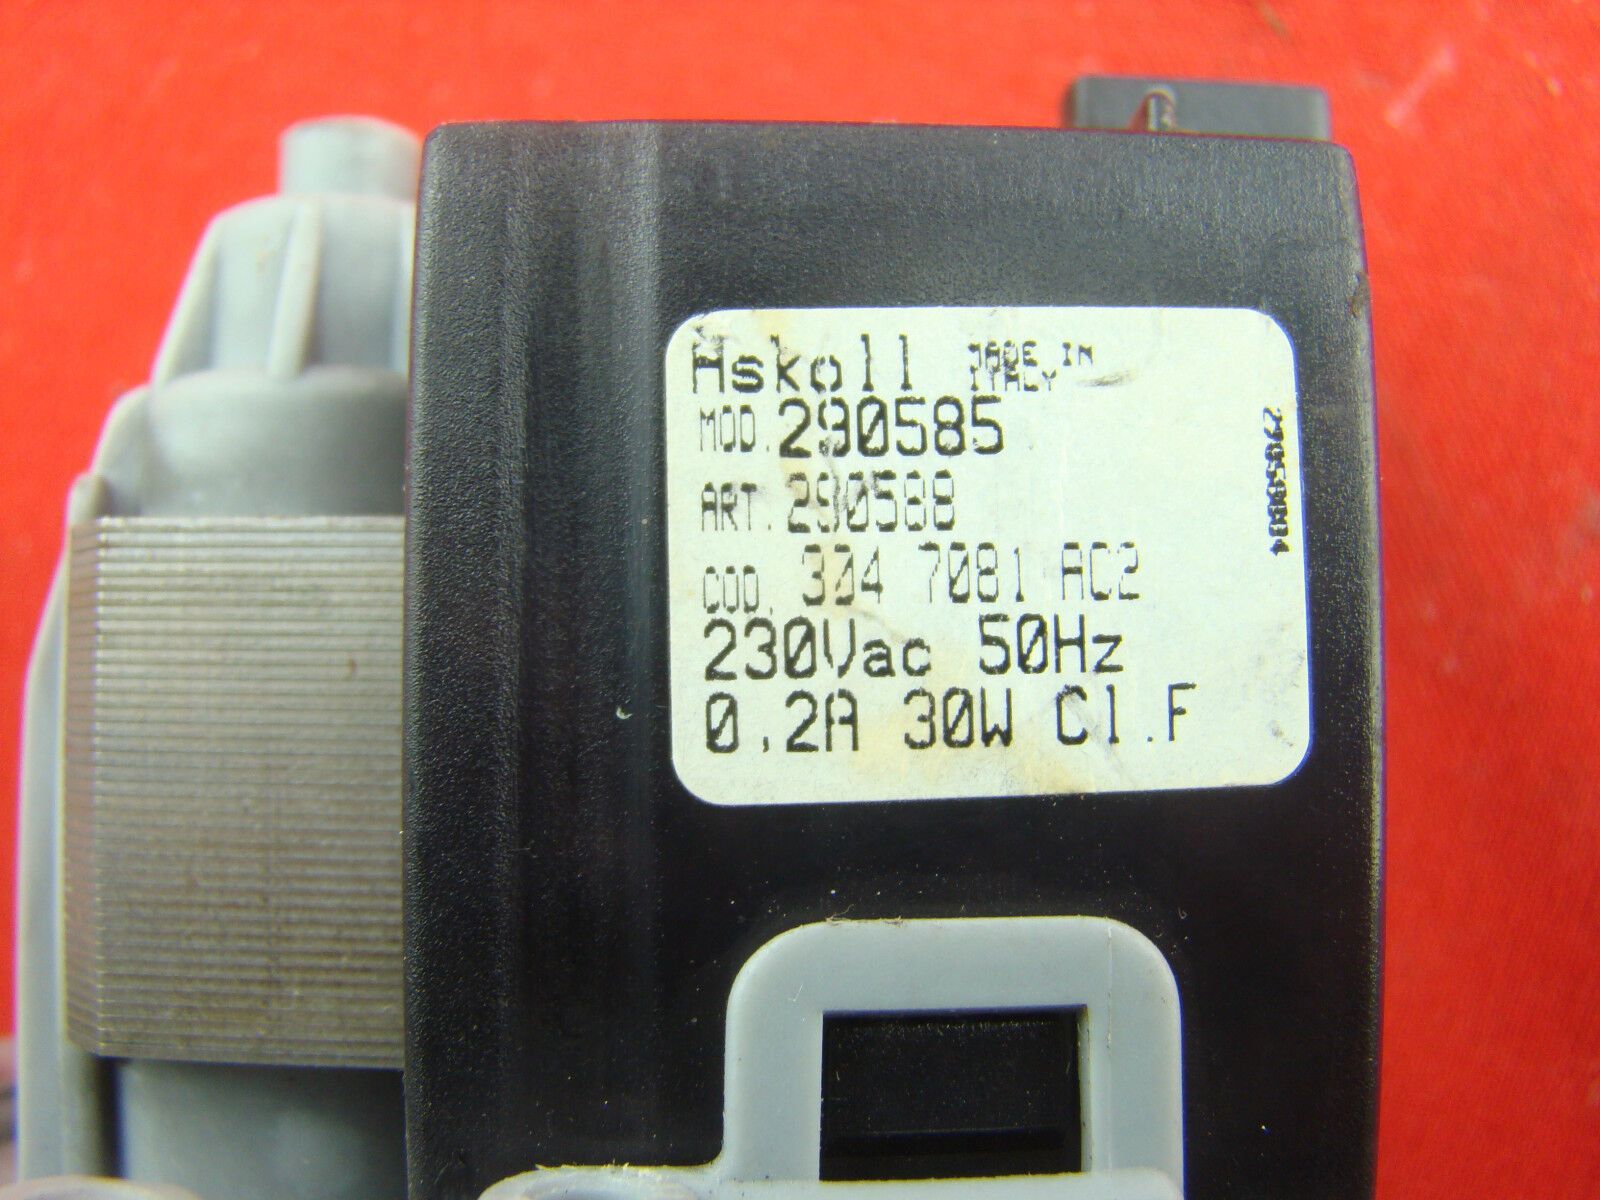 Askoll MADE IN ITALY
MOD. 290585
ART. 290588
COD. 304 7081 AC2
230Vac 50Hz
0.2A 30W Cl.F